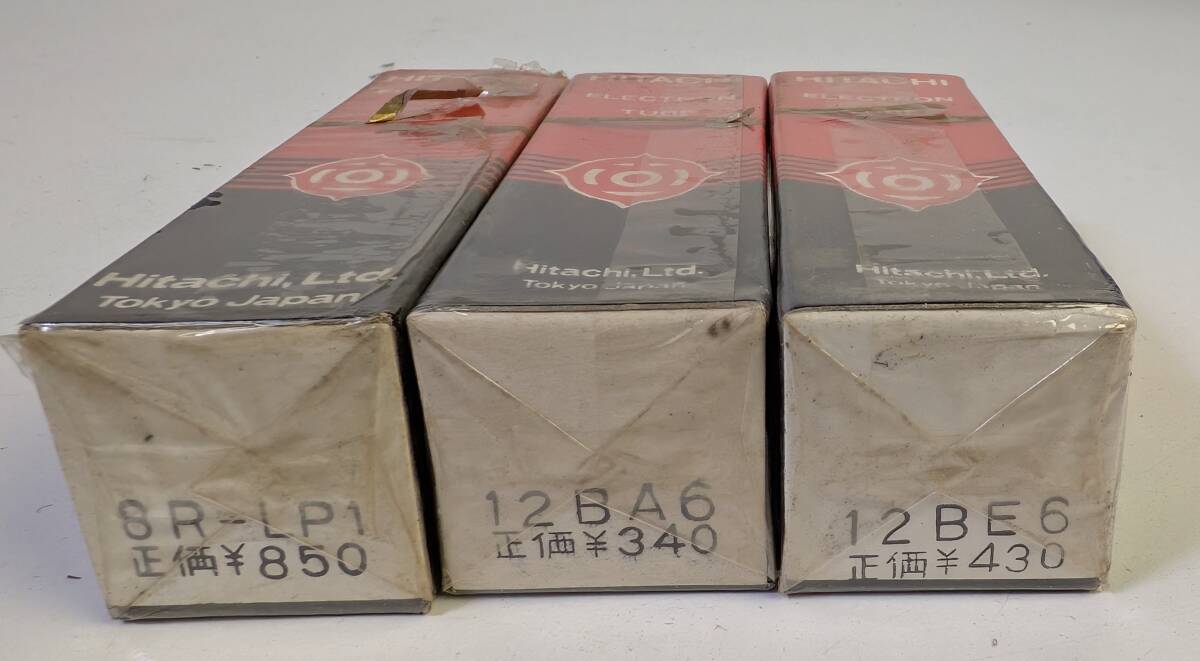 Hitachi, Ltd.
Tokyo Japan
8R-LP1
正価¥850
HITACHI
ELECTRON
TUBE
Hitachi, Ltd.
Tokyo Japan
12BA6
正価¥340
HITACHI
ELECTRON
Hitachi, Ltd.
Tokyo Japan
12BE6
正価¥430